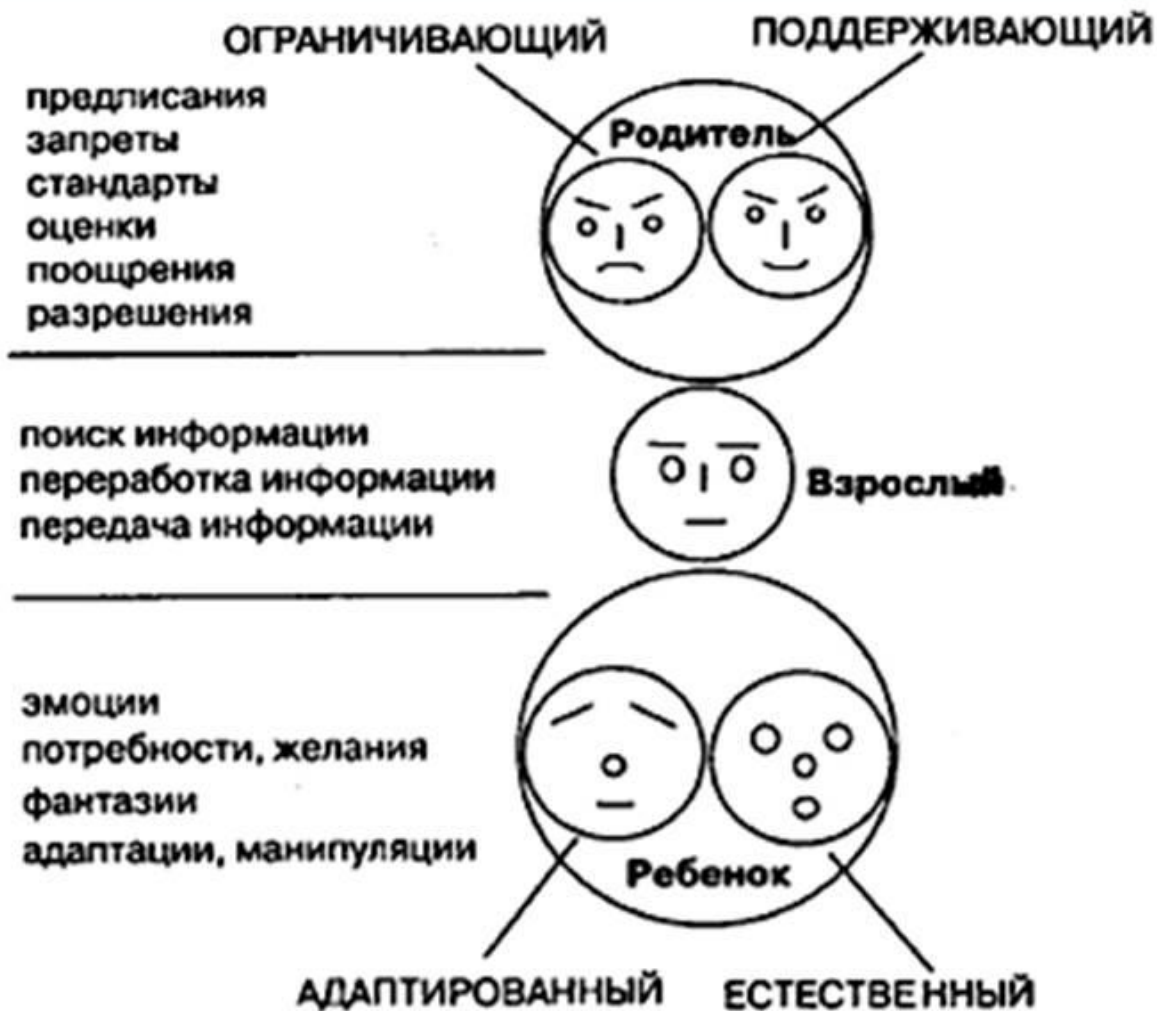 ОГРАНИЧИВАЮЩИЙ
ПОДДЕРЖИВАЮЩИЙ
предписания
запреты
стандарты
оценки
поощрения
разрешения
Родитель
поиск информации
переработка информации
передача информации
Взрослый
эмоции
потребности, желания
фантазии
адаптации, манипуляции
Ребенок
АДАПТИРОВАННЫЙ
ЕСТЕСТВЕННЫЙ